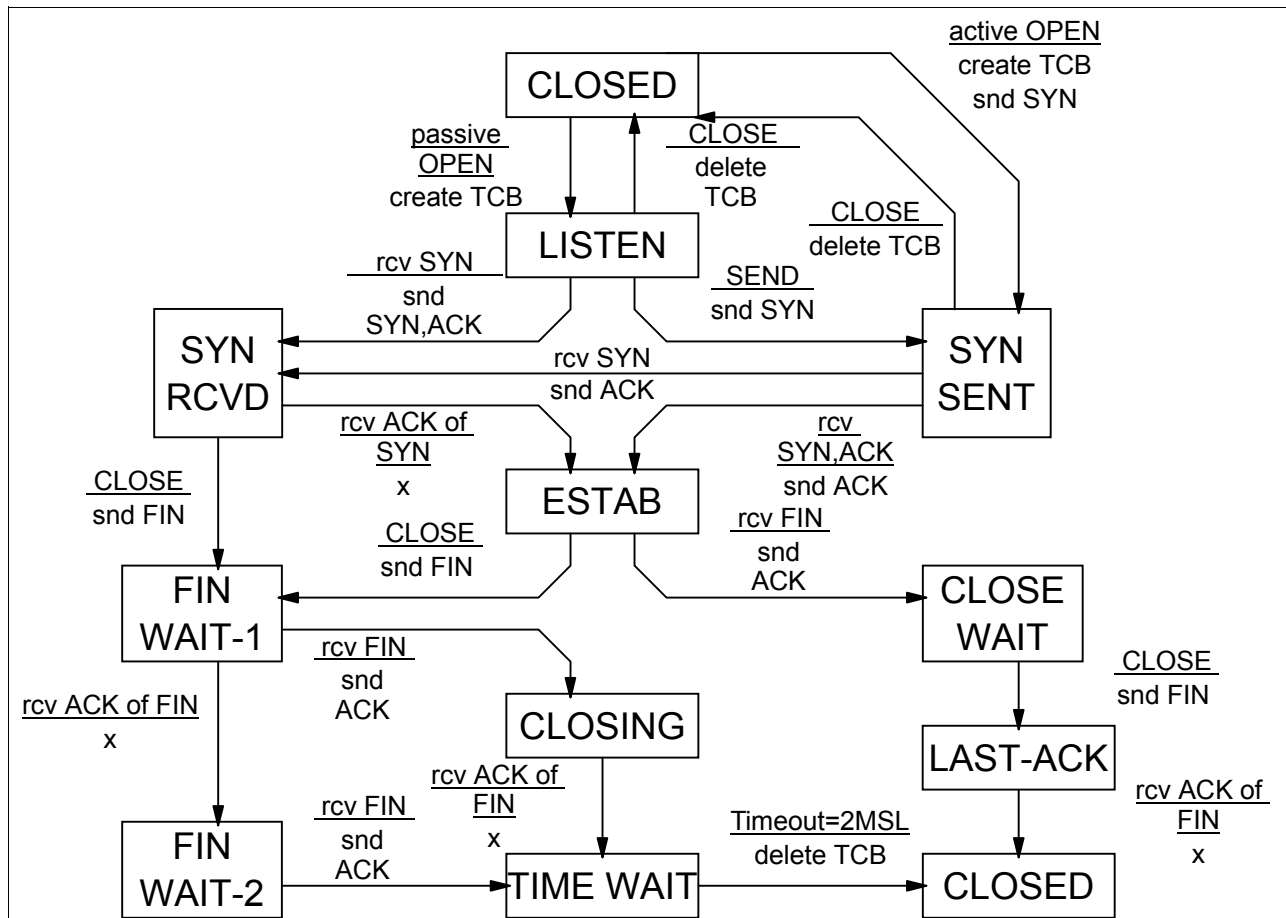 active OPEN
create TCB
snd SYN
CLOSED
passive
OPEN
create TCB
CLOSE
delete
TCB
CLOSE
delete TCB
LISTEN
rcv SYN
snd
SYN,ACK
SEND
snd SYN
SYN
RCVD
rcv SYN
snd ACK
SYN
SENT
rcv ACK of
SYN
x
rcv
SYN,ACK
snd ACK
CLOSE
snd FIN
ESTAB
CLOSE
snd FIN
rcv FIN
snd
ACK
FIN
WAIT-1
CLOSE
WAIT
rcv FIN
snd
ACK
CLOSE
snd FIN
rcv ACK of FIN
x
CLOSING
LAST-ACK
rcv ACK of
FIN
x
rcv ACK of
FIN
x
FIN
WAIT-2
rcv FIN
snd
ACK
TIME WAIT
Timeout=2MSL
delete TCB
CLOSED